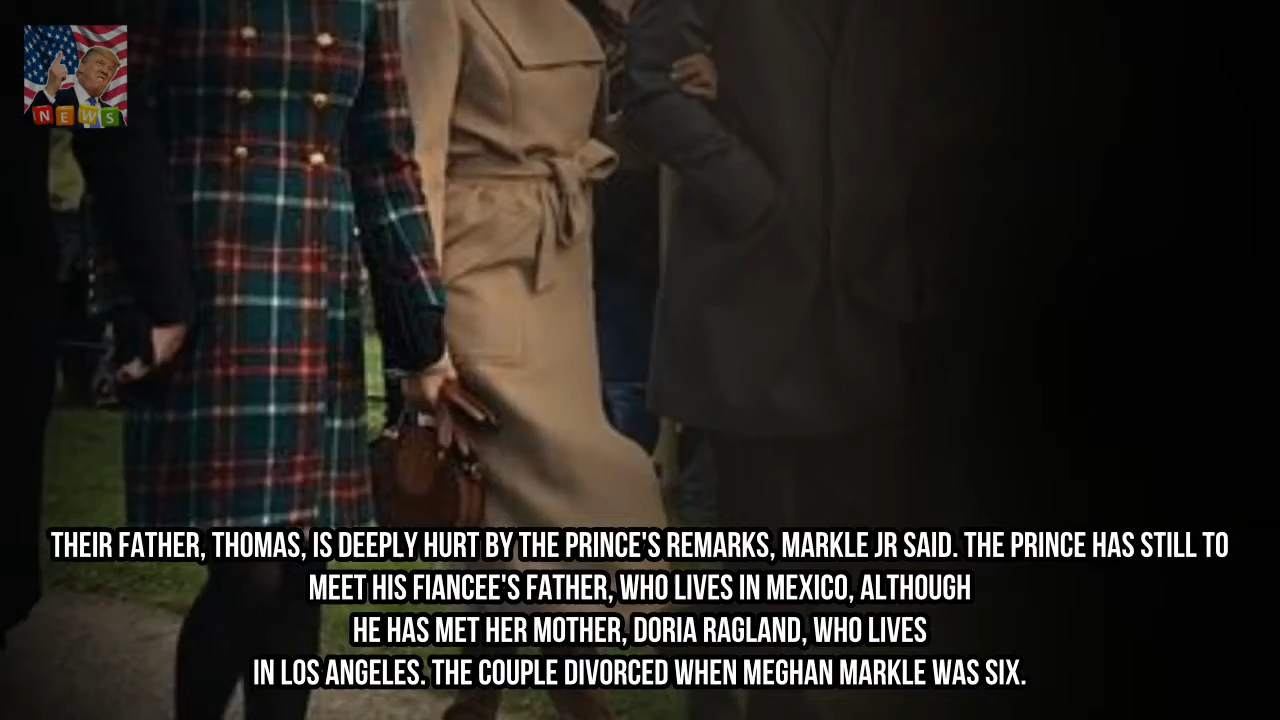 NEWS
THEIR FATHER, THOMAS, IS DEEPLY HURT BY THE PRINCE'S REMARKS, MARKLE JR SAID. THE PRINCE HAS STILL TO
MEET HIS FIANCEE'S FATHER, WHO LIVES IN MEXICO, ALTHOUGH
HE HAS MET HER MOTHER, DORIA RAGLAND, WHO LIVES
IN LOS ANGELES. THE COUPLE DIVORCED WHEN MEGHAN MARKLE WAS SIX.